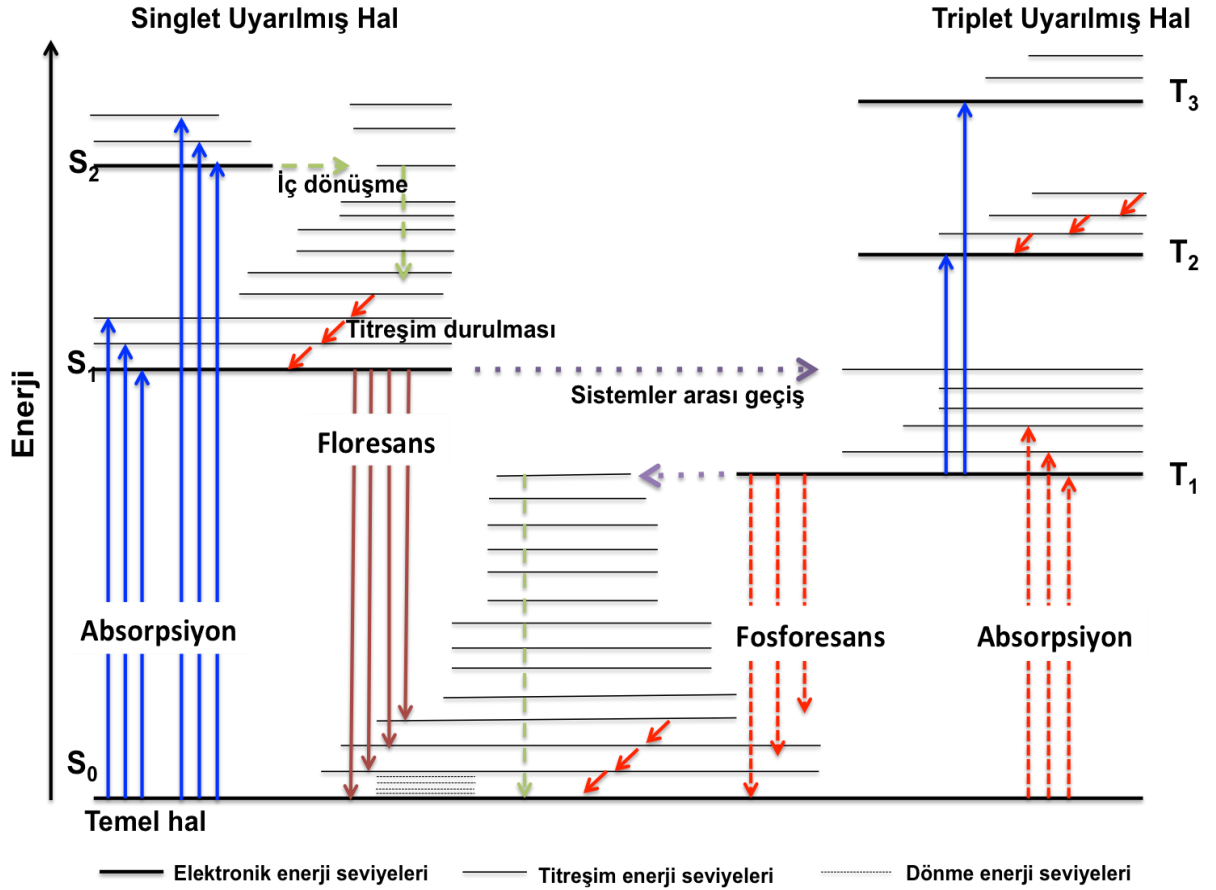 Singlet Uyarılmış Hal
Triplet Uyarılmış Hal
T3
S2
İç dönüşme
T2
Titreşim durulması
S1
Sistemler arası geçiş
Enerji
Floresans
T1
Absorpsiyon
Fosforesans
Absorpsiyon
S0
Temel hal
Elektronik enerji seviyeleri
Titreşim enerji seviyeleri
Dönme enerji seviyeleri